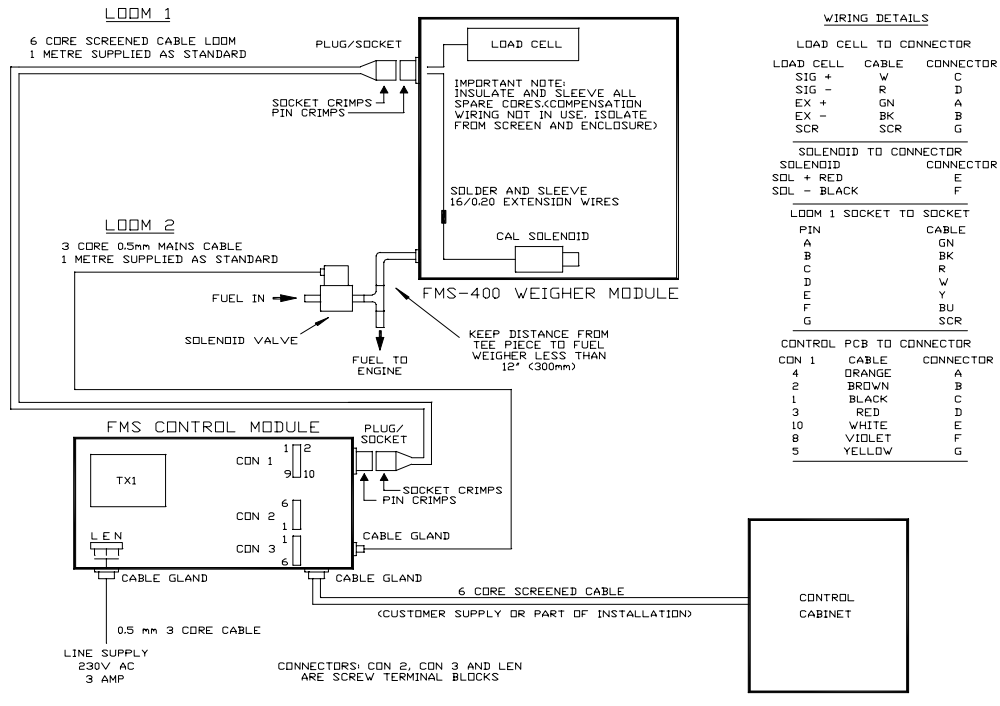 LOOM 1
6 CORE SCREENED CABLE LOOM
1 METRE SUPPLIED AS STANDARD
PLUG/SOCKET
SOCKET CRIMPS
PIN CRIMPS
LOAD CELL
IMPORTANT NOTE:
INSULATE AND SLEEVE ALL
SPARE CORES.(COMPENSATION
WIRING NOT IN USE, ISOLATE
FROM SCREEN AND ENCLOSURE)
SOLDER AND SLEEVE
16/0.20 EXTENSION WIRES
CAL SOLENOID
FMS-400 WEIGHER MODULE
LOOM 2
3 CORE 0.5mm MAINS CABLE
1 METRE SUPPLIED AS STANDARD
FUEL IN
SOLENOID VALVE
FUEL TO
ENGINE
KEEP DISTANCE FROM
TEE PIECE TO FUEL
WEIGHER LESS THAN
12" (300mm)
FMS CONTROL MODULE
TX1
CON 1
1 2
9 10
CON 2
6
1
CON 3
1
6
L E N
PLUG/
SOCKET
SOCKET CRIMPS
PIN CRIMPS
CABLE GLAND
CABLE GLAND
CABLE GLAND
6 CORE SCREENED CABLE
(CUSTOMER SUPPLY OR PART OF INSTALLATION)
CONTROL
CABINET
0.5 mm 3 CORE CABLE
LINE SUPPLY
230V AC
3 AMP
CONNECTORS: CON 2, CON 3 AND LEN
ARE SCREW TERMINAL BLOCKS
WIRING DETAILS
LOAD CELL TO CONNECTOR
LOAD CELL CABLE CONNECTOR
SIG + W C
SIG - R D
EX + GN A
EX - BK B
SCR SCR G
SOLENOID TO CONNECTOR
SOLENOID CONNECTOR
SOL + RED E
SOL - BLACK F
LOOM 1 SOCKET TO SOCKET
PIN CABLE
A GN
B BK
C R
D W
E Y
F BU
G SCR
CONTROL PCB TO CONNECTOR
CON 1 CABLE CONNECTOR
4 ORANGE A
2 BROWN B
1 BLACK C
3 RED D
10 WHITE E
8 VIOLET F
5 YELLOW G